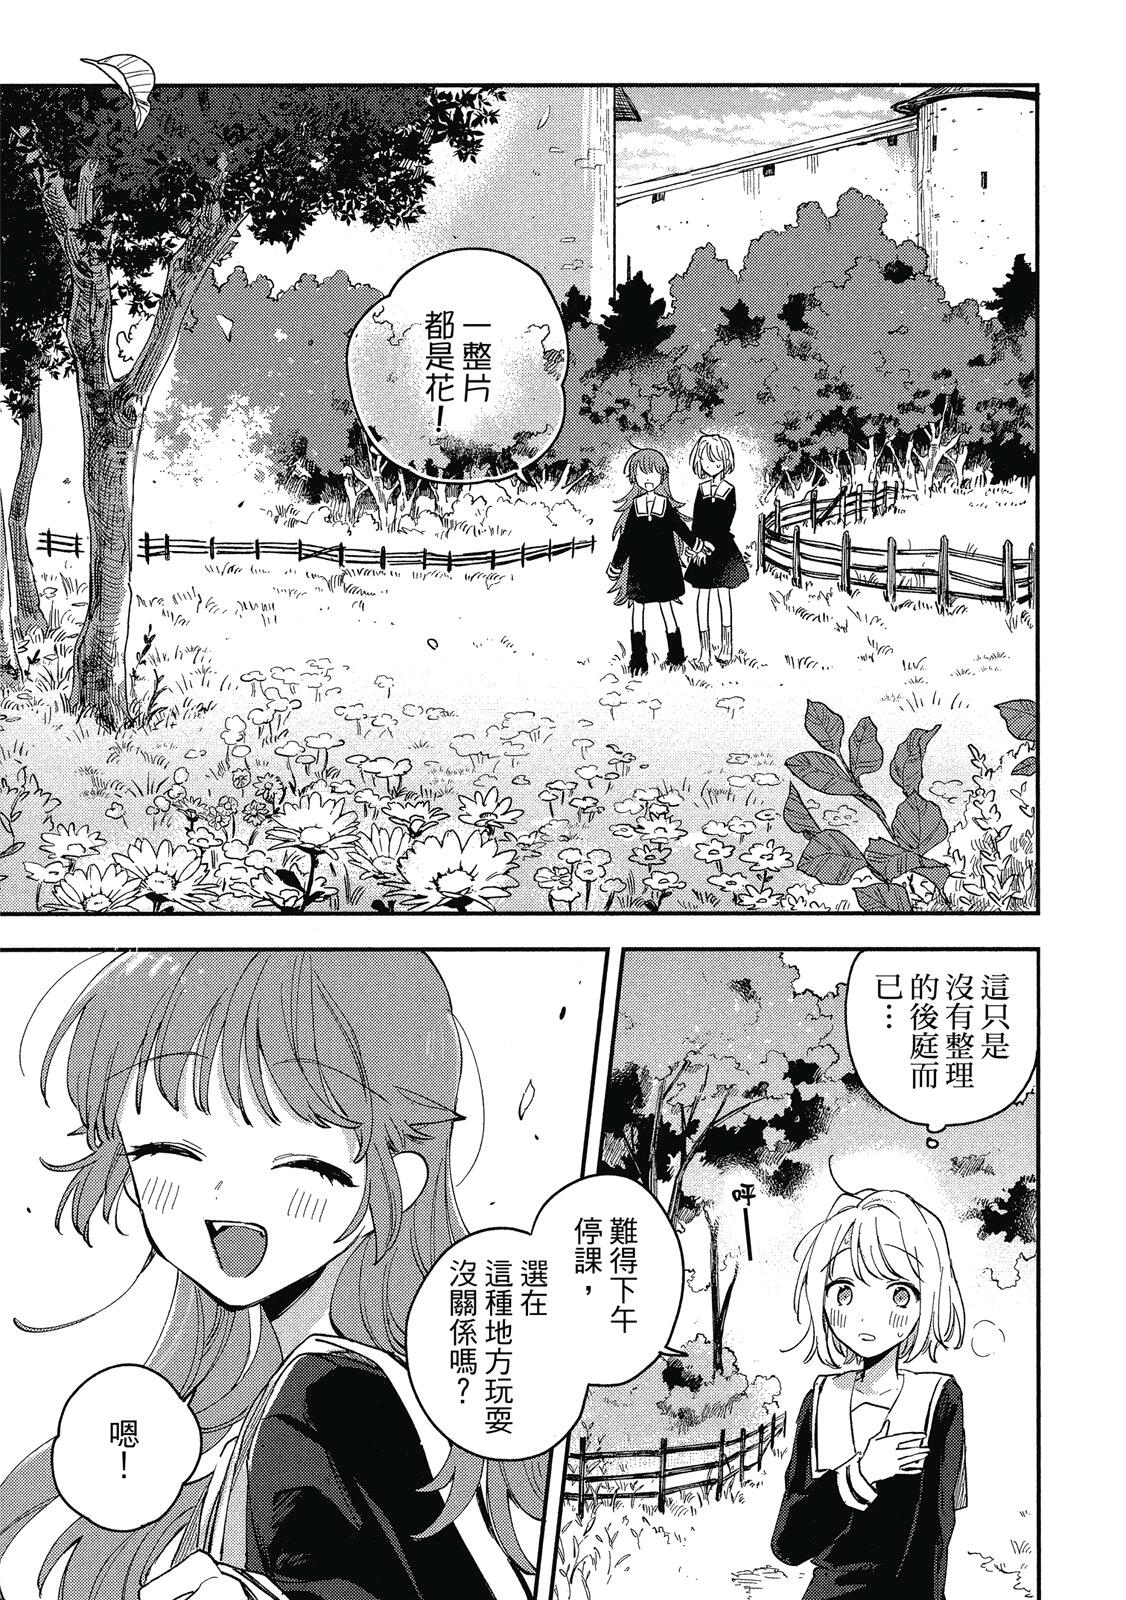 一整片
都是花！
這只是
沒有整理
的後庭而
已…
呼
難得下午
停課，
選在
這種地方玩耍
沒關係嗎？
嗯！